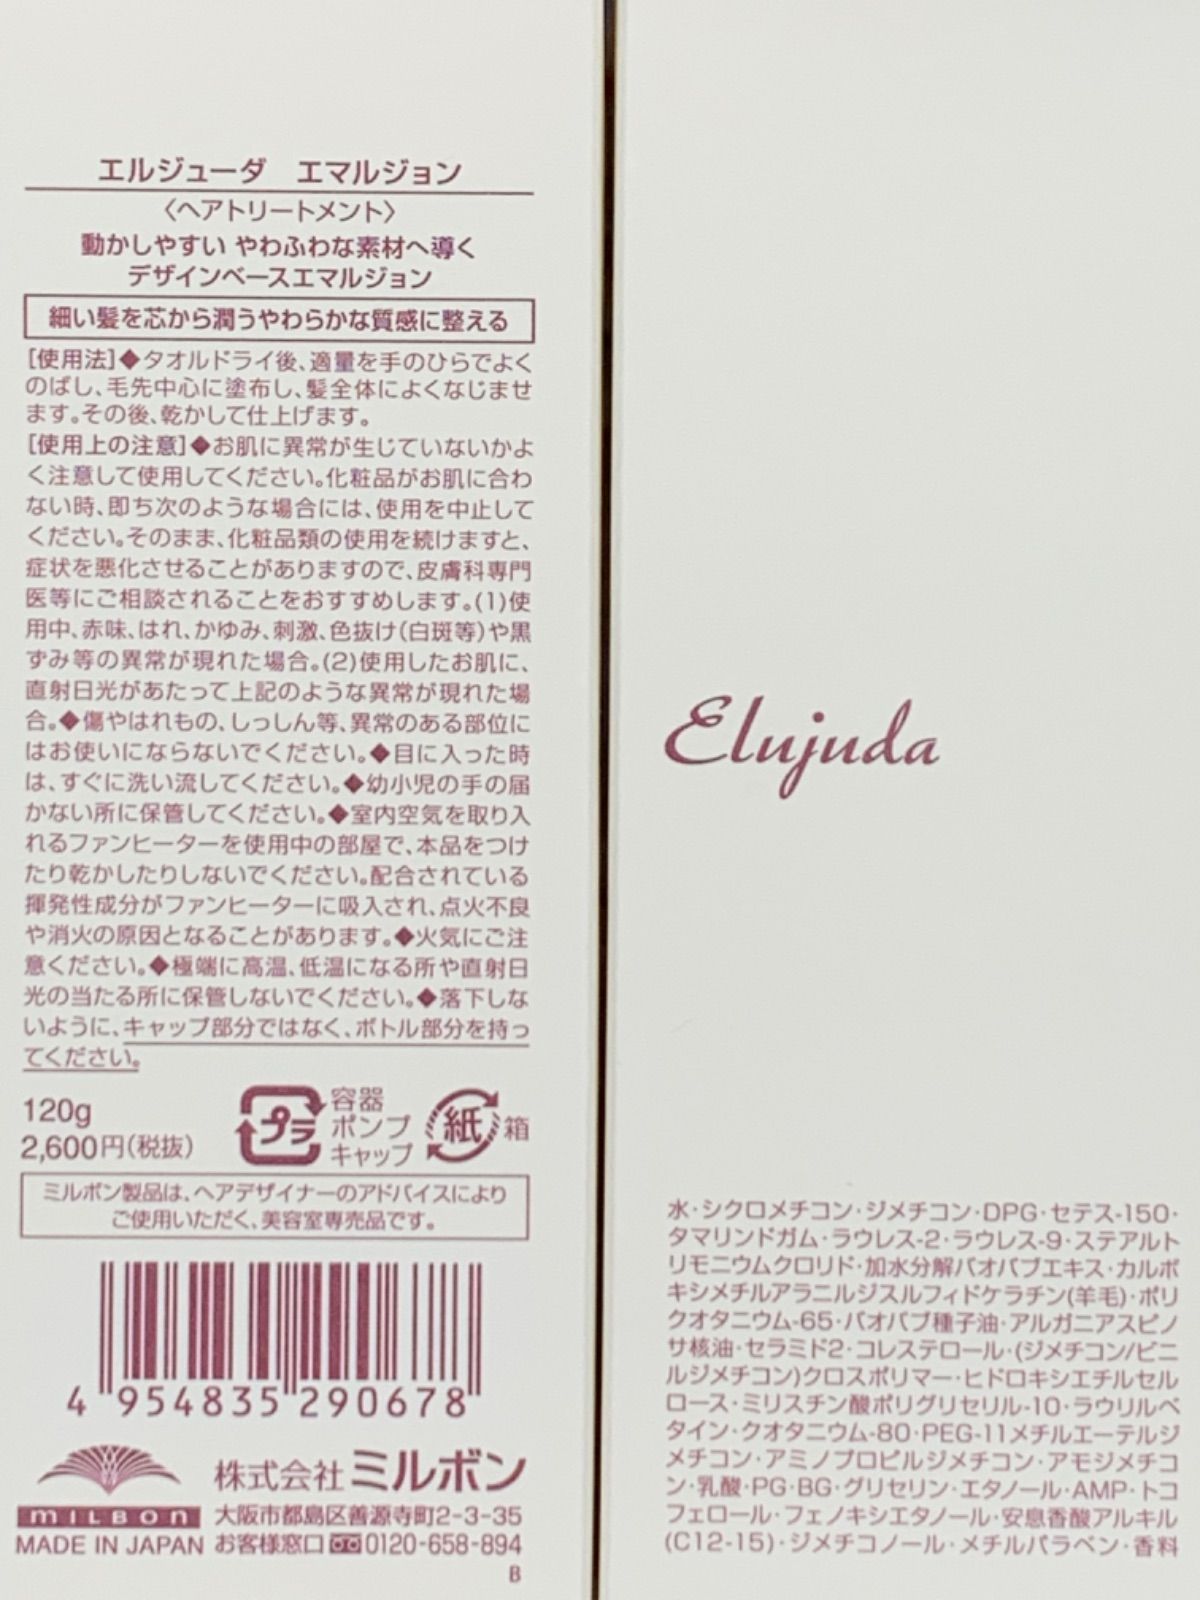 エルジューダ　エマルジョン
〈ヘアトリートメント〉
動かしやすい やわふわな素材へ導く
デザインベースエマルジョン
細い髪を芯から潤うやわらかな質感に整える
[使用法]◆タオルドライ後、適量を手のひらでよく
のばし、毛先中心に塗布し、髪全体によくなじませ
ます。その後、乾かして仕上げます。
[使用上の注意]◆お肌に異常が生じていないかよ
く注意して使用してください。化粧品がお肌に合わ
ない時、即ち次のような場合には、使用を中止して
ください。そのまま、化粧品類の使用を続けますと、
症状を悪化させることがありますので、皮膚科専門
医等にご相談されることをおすすめします。(1)使
用中、赤味、はれ、かゆみ、刺激、色抜け(白斑等)や黒
ずみ等の異常が現れた場合。(2)使用したお肌に、
直射日光があたって上記のような異常が現れた場
合。◆傷やはれもの、しっしん等、異常のある部位に
はお使いにならないでください。◆目に入った時
は、すぐに洗い流してください。◆幼小児の手の届
かない所に保管してください。◆室内空気を取り入
れるファンヒーターを使用中の部屋で、本品をつけ
たり乾かしたりしないでください。配合されている
揮発性成分がファンヒーターに吸入され、点火不良
や消火の原因となることがあります。◆火気にご注
意ください。◆極端に高温、低温になる所や直射日
光の当たる所に保管しないでください。◆落下しな
いように、キャップ部分ではなく、ボトル部分を持っ
てください。
120g
2,600円(税抜)
プラ
容器
ポンプ
キャップ
紙
箱
ミルボン製品は、ヘアデザイナーのアドバイスにより
ご使用いただく、美容室専売品です。
4 954835 290678
MILBON
MADE IN JAPAN
株式会社ミルボン
大阪市都島区善源寺町2-3-35
お客様窓口 0120-658-894
B
Elujuda
水・シクロメチコン・ジメチコン・DPG・セテス-150・
タマリンドガム・ラウレス-2・ラウレス-9・ステアルト
リモニウムクロリド・加水分解バオバブエキス・カルボ
キシメチルアラニルジスルフィドケラチン(羊毛)・ポリ
クオタニウム-65・バオバブ種子油・アルガニアスピノ
サ核油・セラミド2・コレステロール・(ジメチコン/ビニ
ルジメチコン)クロスポリマー・ヒドロキシエチルセル
ロース・ミリスチン酸ポリグリセリル-10・ラウリルベ
タイン・クオタニウム-80・PEG-11メチルエーテルジ
メチコン・アミノプロピルジメチコン・アモジメチコ
ン・乳酸・PG・BG・グリセリン・エタノール・AMP・トコ
フェロール・フェノキシエタノール・安息香酸アルキル
(C12-15)・ジメチコノール・メチルパラベン・香料